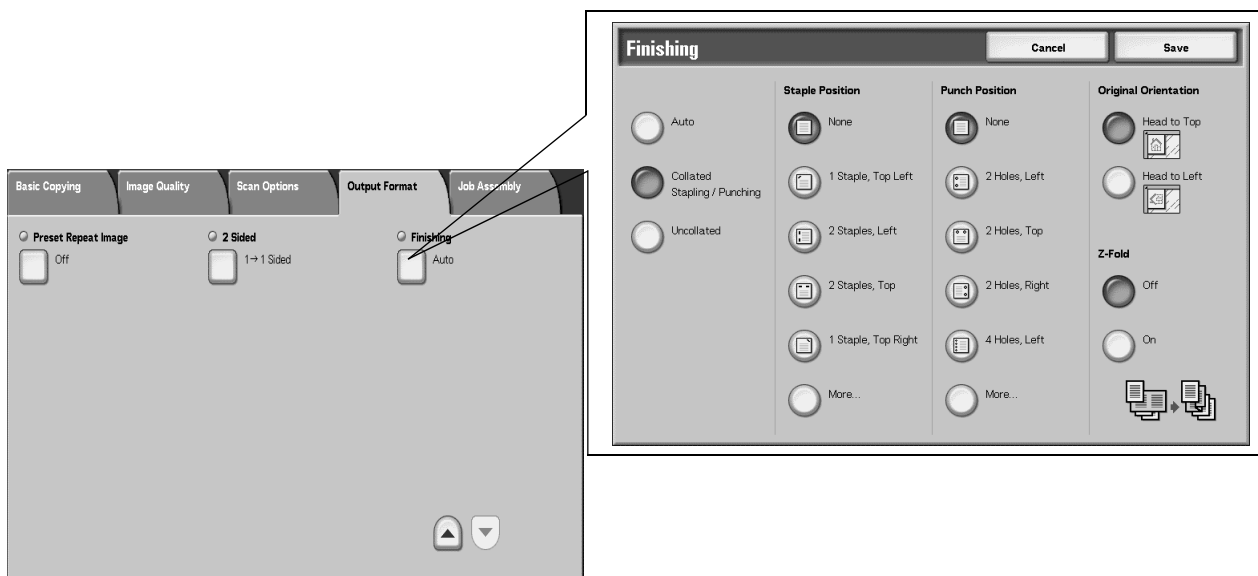 Basic Copying
Image Quality
Scan Options
Output Format
Job Assembly
Preset Repeat Image
Off
2 Sided
1→1 Sided
Finishing
Auto
Finishing
Cancel
Save
Auto
Collated
Stapling / Punching
Uncollated
Staple Position
None
1 Staple, Top Left
2 Staples, Left
2 Staples, Top
1 Staple, Top Right
More...
Punch Position
None
2 Holes, Left
2 Holes, Top
2 Holes, Right
4 Holes, Left
More...
Original Orientation
Head to Top
Head to Left
Z-Fold
Off
On